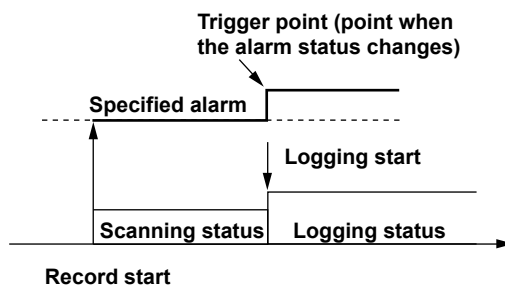 Trigger point (point when
the alarm status changes)
Specified alarm
Logging start
Scanning status
Logging status
Record start